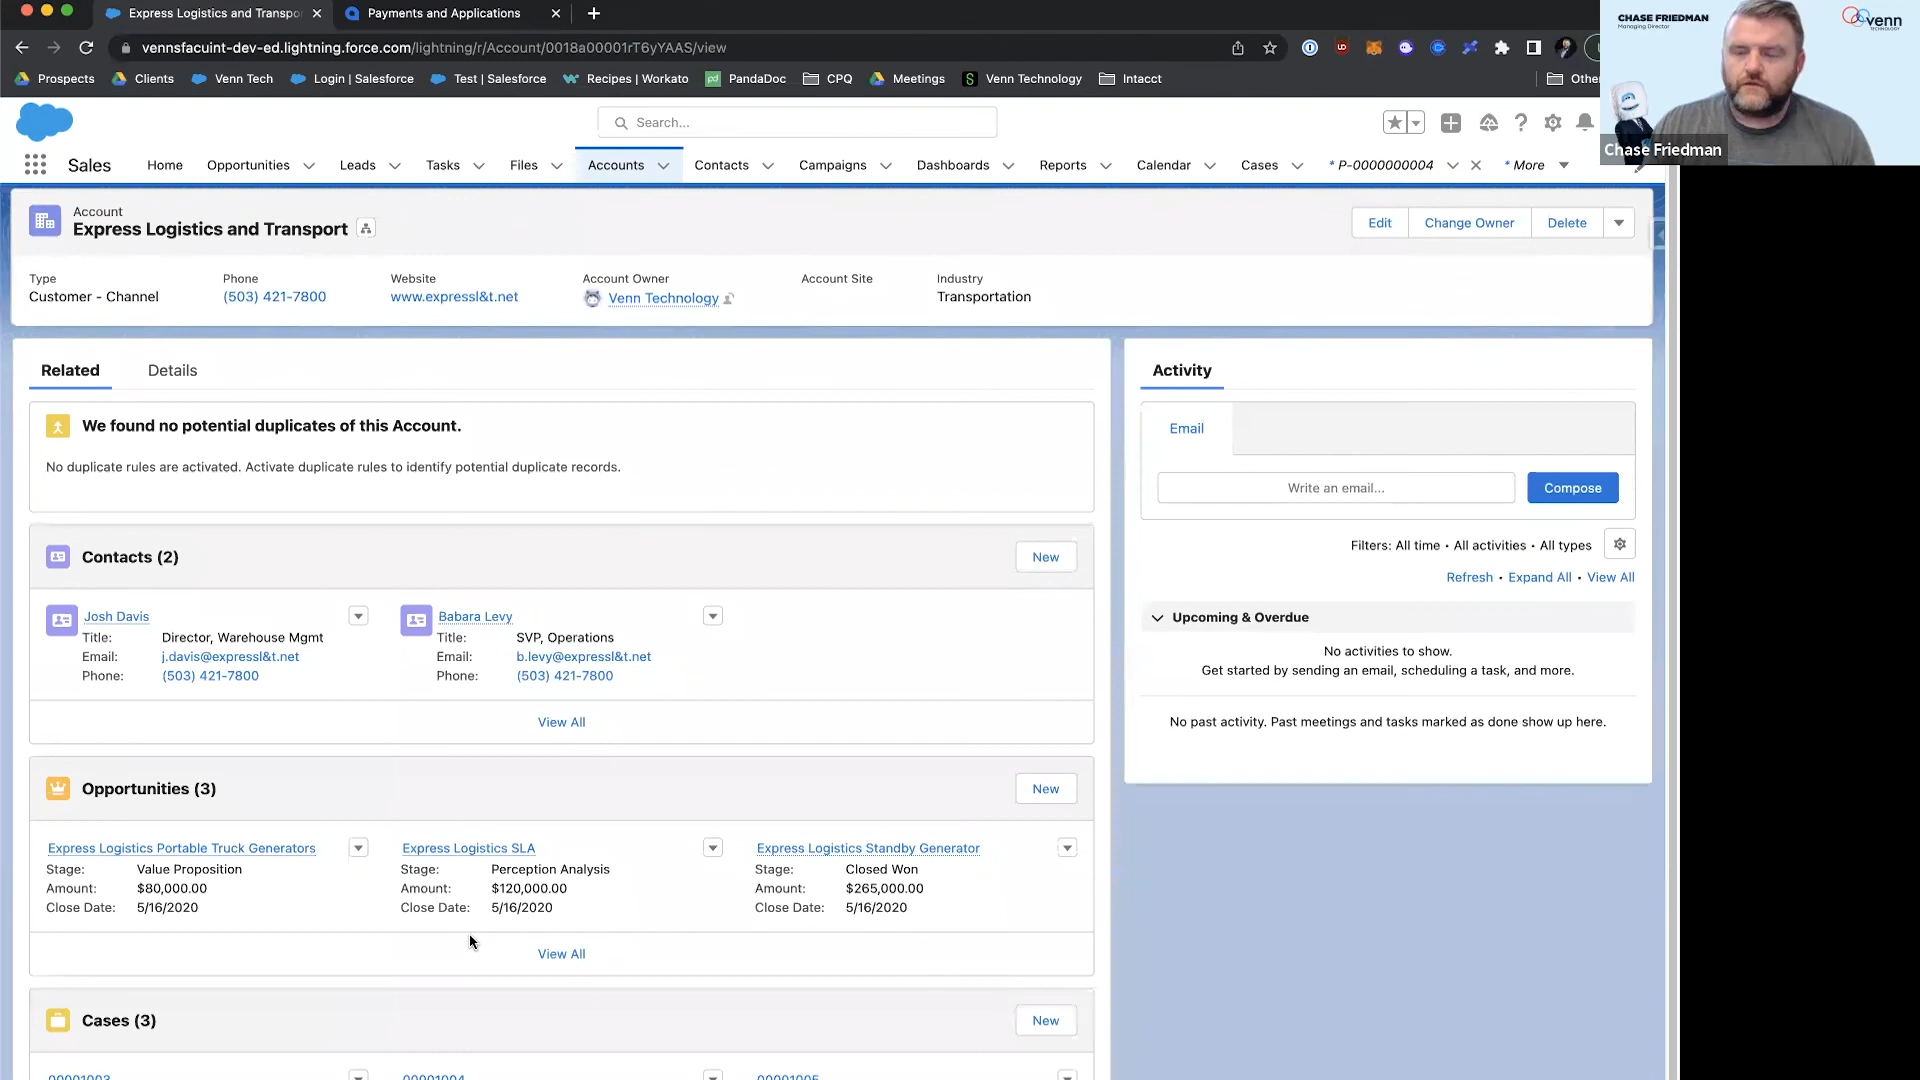 Express Logistics and Transpo
Payments and Applications
vennsfacuint-dev-ed.lightning.force.com/lightning/r/Account/0018a00001rT6yYAAS/view
Prospects
Clients
Venn Tech
Login | Salesforce
Test | Salesforce
Recipes | Workato
PandaDoc
CPQ
Meetings
Venn Technology
Intacct
Othe
CHASE FRIEDMAN
Managing Director
venn
TECHNOLOGY
Chase Friedman
Search...
Sales
Home
Opportunities
Leads
Tasks
Files
Accounts
Contacts
Campaigns
Dashboards
Reports
Calendar
Cases
* P-0000000004
* More
Account
Express Logistics and Transport
Edit
Change Owner
Delete
Type
Phone
Website
Account Owner
Account Site
Industry
Customer - Channel
(503) 421-7800
www.expressl&t.net
Venn Technology
Transportation
Related
Details
We found no potential duplicates of this Account.
No duplicate rules are activated. Activate duplicate rules to identify potential duplicate records.
Contacts (2)
New
Josh Davis
Title: Director, Warehouse Mgmt
Email: j.davis@expressl&t.net
Phone: (503) 421-7800
Babara Levy
Title: SVP, Operations
Email: b.levy@expressl&t.net
Phone: (503) 421-7800
View All
Opportunities (3)
New
Express Logistics Portable Truck Generators
Stage: Value Proposition
Amount: $80,000.00
Close Date: 5/16/2020
Express Logistics SLA
Stage: Perception Analysis
Amount: $120,000.00
Close Date: 5/16/2020
Express Logistics Standby Generator
Stage: Closed Won
Amount: $265,000.00
Close Date: 5/16/2020
View All
Cases (3)
New
00001003
00001004
00001005
Activity
Email
Write an email...
Compose
Filters: All time • All activities • All types
Refresh • Expand All • View All
Upcoming & Overdue
No activities to show.
Get started by sending an email, scheduling a task, and more.
No past activity. Past meetings and tasks marked as done show up here.